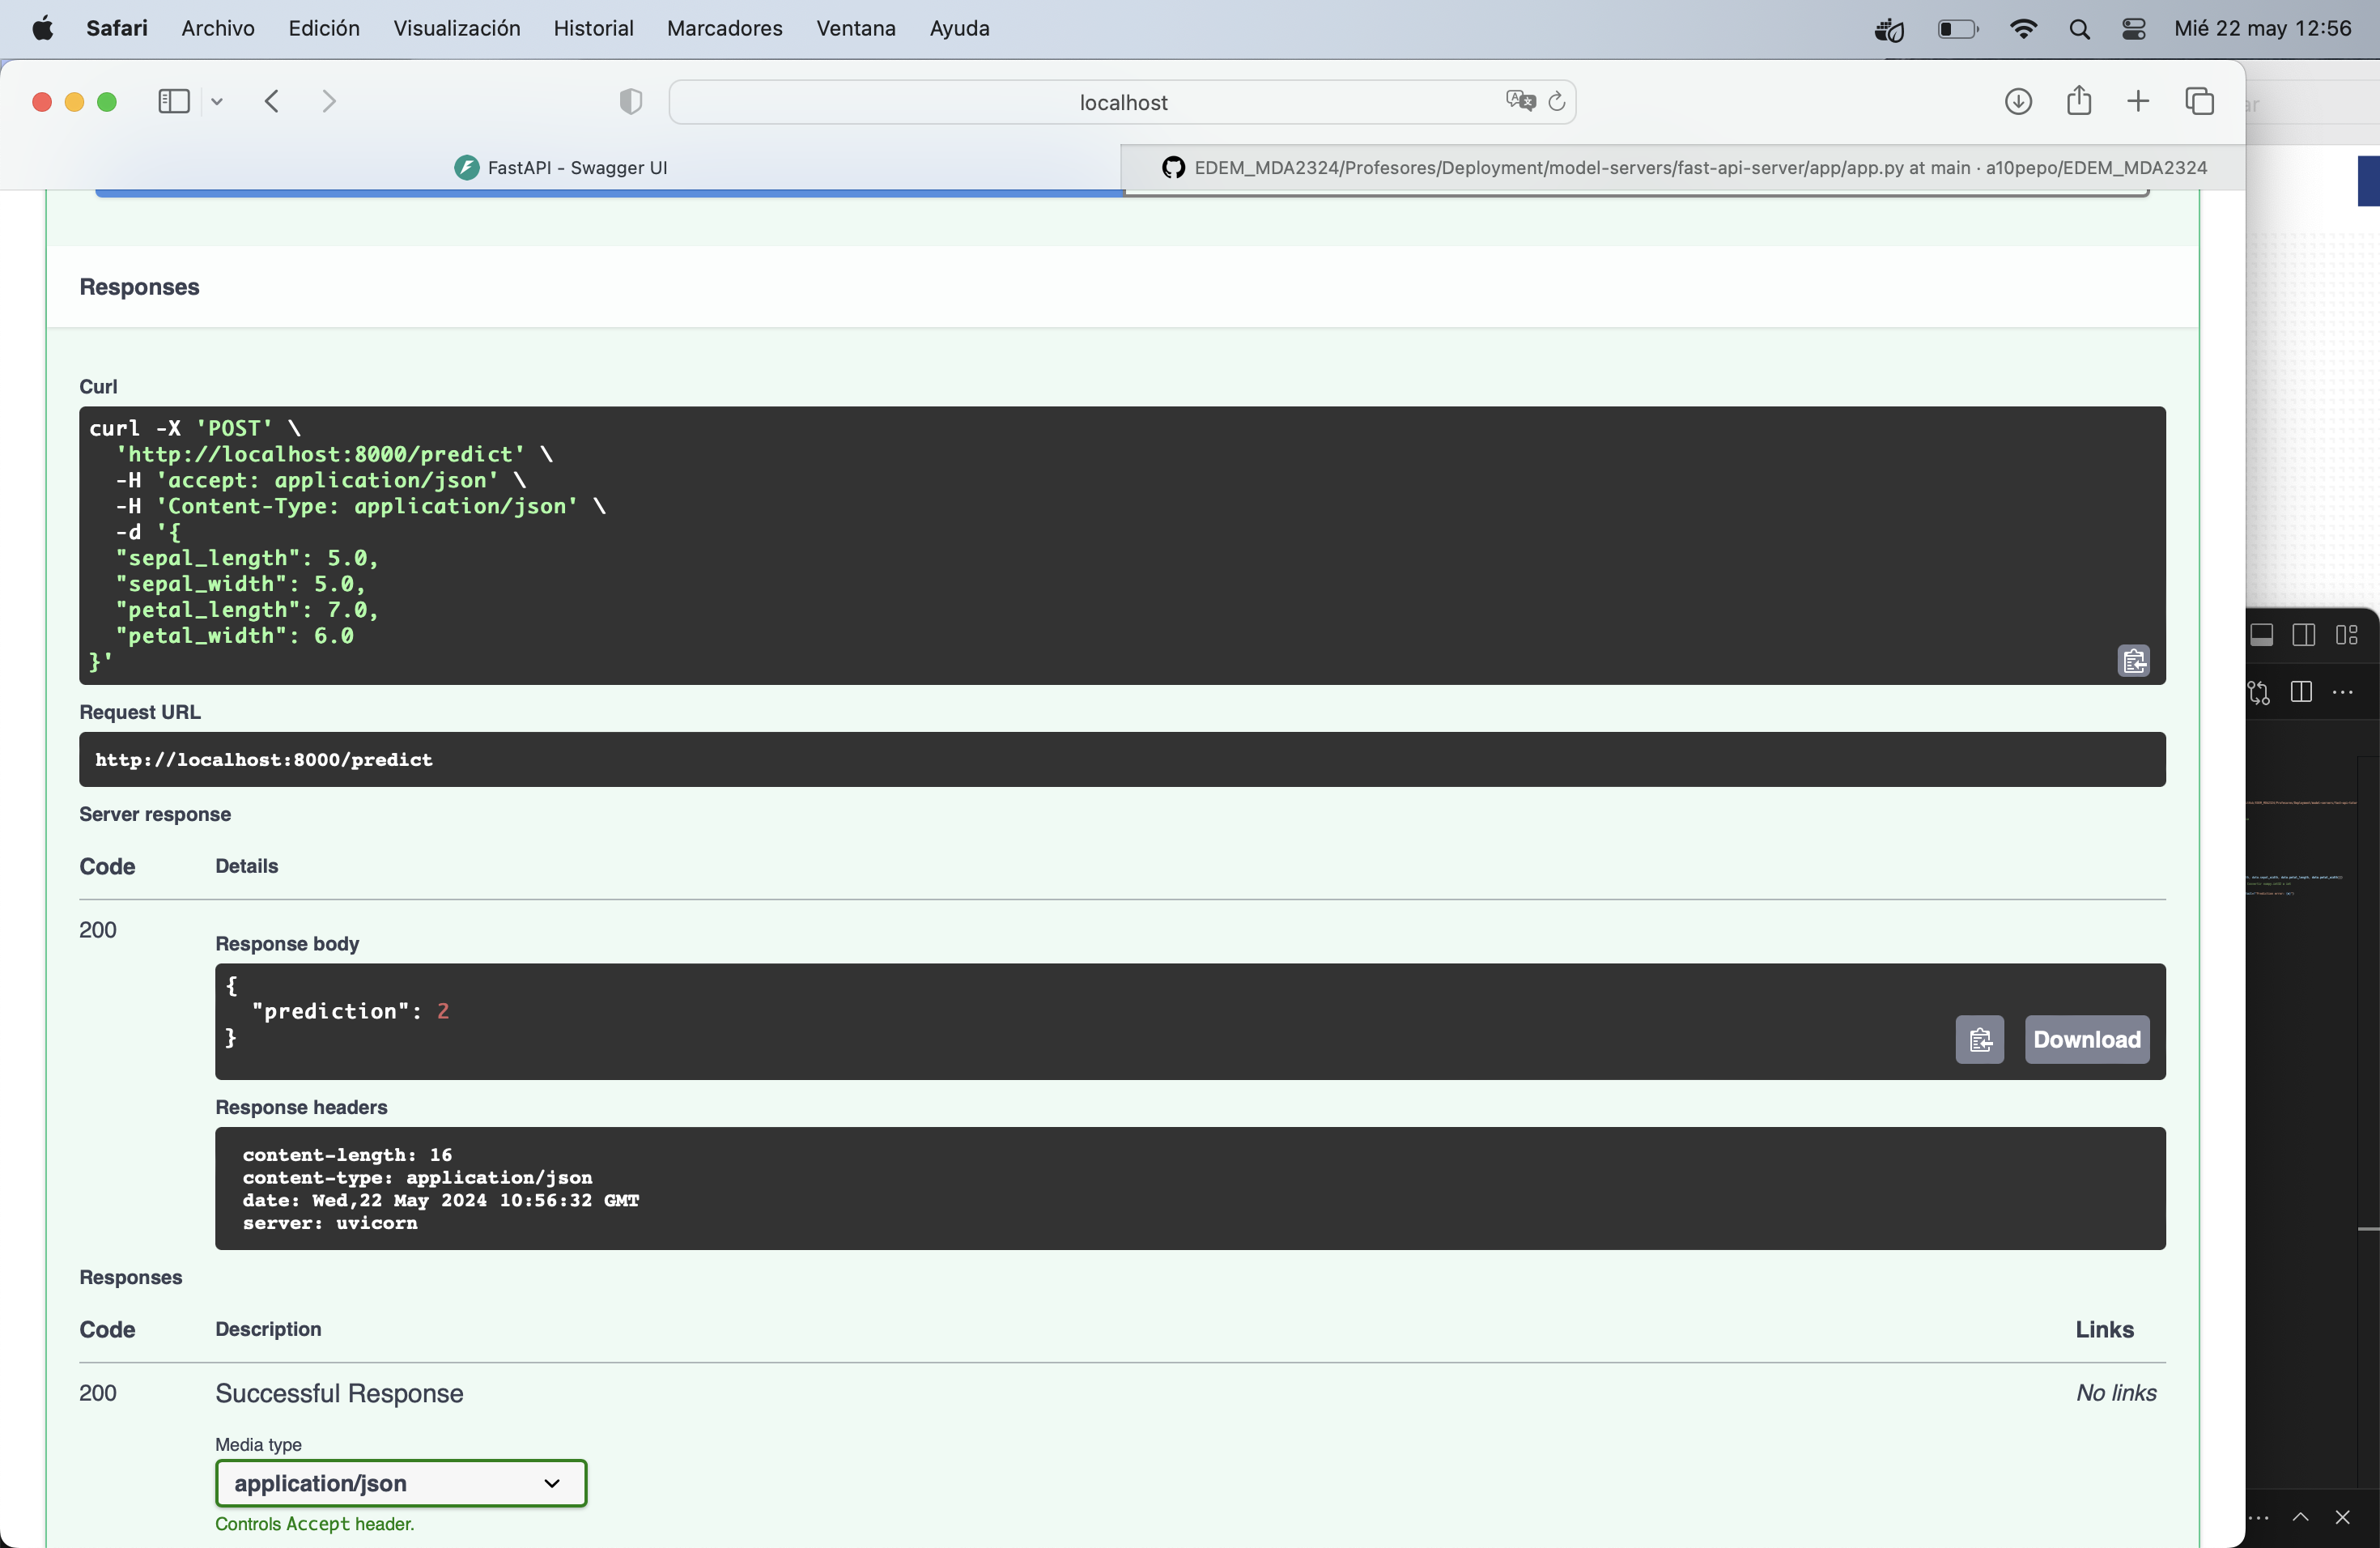 Safari Archivo Edición Visualización Historial Marcadores Ventana Ayuda Mié 22 may 12:56
localhost
FastAPI - Swagger UI
EDEM_MDA2324/Profesores/Deployment/model-servers/fast-api-server/app/app.py at main · a10pepo/EDEM_MDA2324
Responses
Curl
curl -X 'POST' \
'http://localhost:8000/predict' \
-H 'accept: application/json' \
-H 'Content-Type: application/json' \
-d '{
"sepal_length": 5.0,
"sepal_width": 5.0,
"petal_length": 7.0,
"petal_width": 6.0
}'
Request URL
http://localhost:8000/predict
Server response
Code Details
200
Response body
{
"prediction": 2
}
Download
Response headers
content-length: 16
content-type: application/json
date: Wed,22 May 2024 10:56:32 GMT
server: uvicorn
Responses
Code Description Links
200 Successful Response No links
Media type
application/json
Controls Accept header.